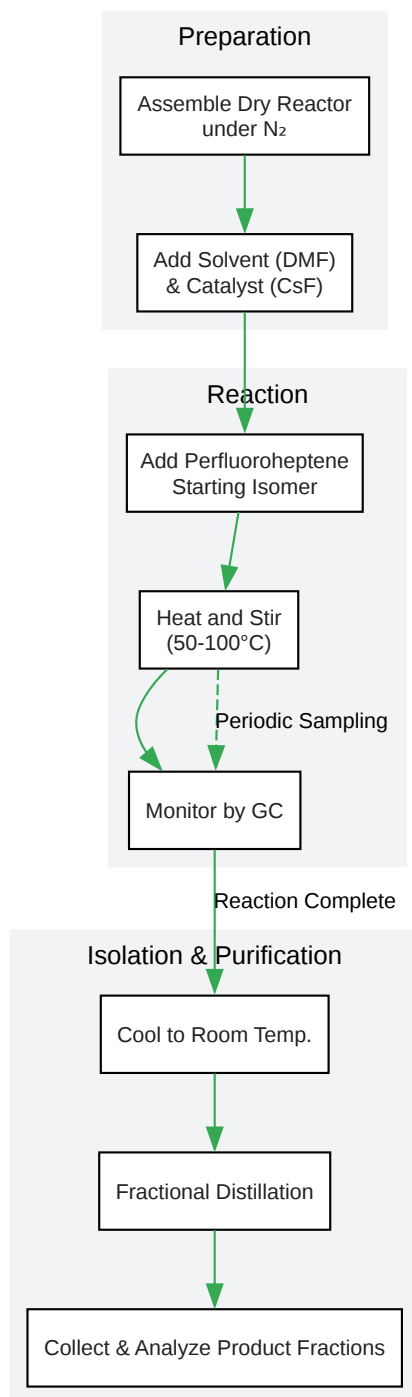 Preparation
Assemble Dry Reactor
under N₂
Add Solvent (DMF)
& Catalyst (CsF)
Reaction
Add Perfluoroheptene
Starting Isomer
Heat and Stir
(50-100°C)
Periodic Sampling
Monitor by GC
Reaction Complete
Isolation & Purification
Cool to Room Temp.
Fractional Distillation
Collect & Analyze Product Fractions